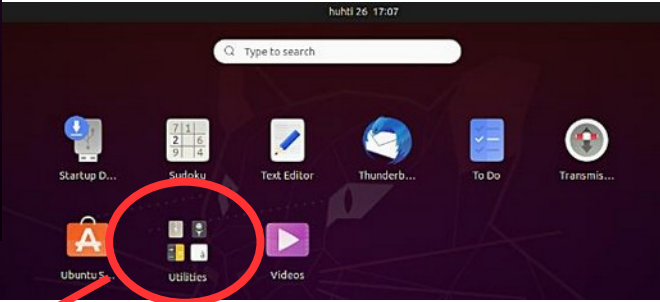 huhti 26 17:07
Type to search
Startup D... Sudoku Text Editor Thunderb... To Do Transmis...
Ubuntu S... Utilities Videos